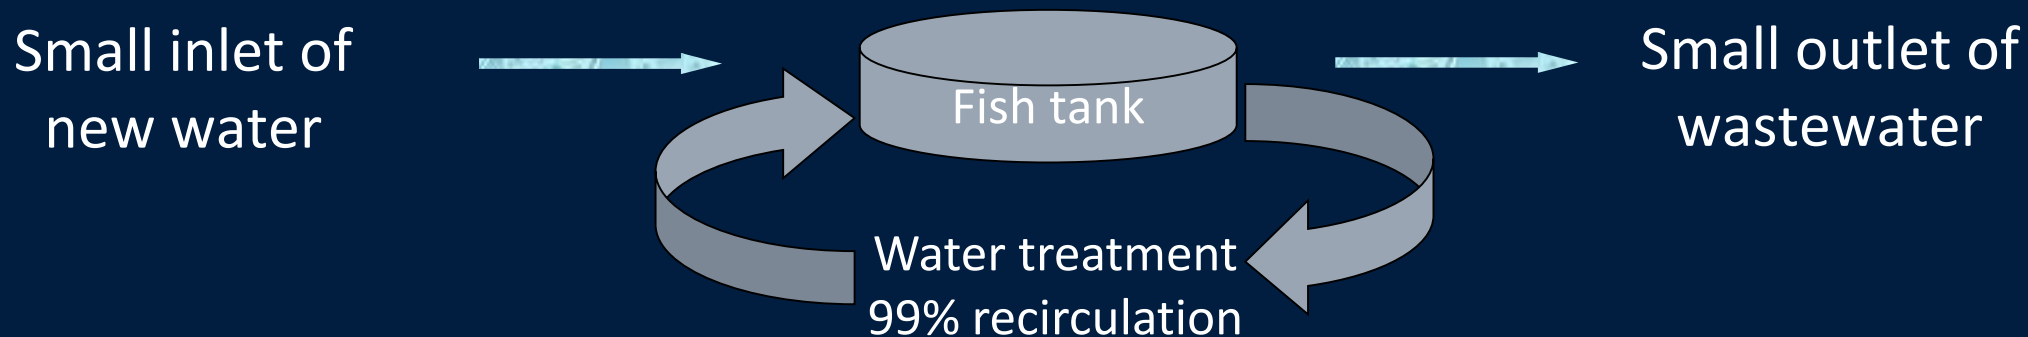 Small inlet of
new water
Fish tank
Small outlet of
wastewater
Water treatment
99% recirculation